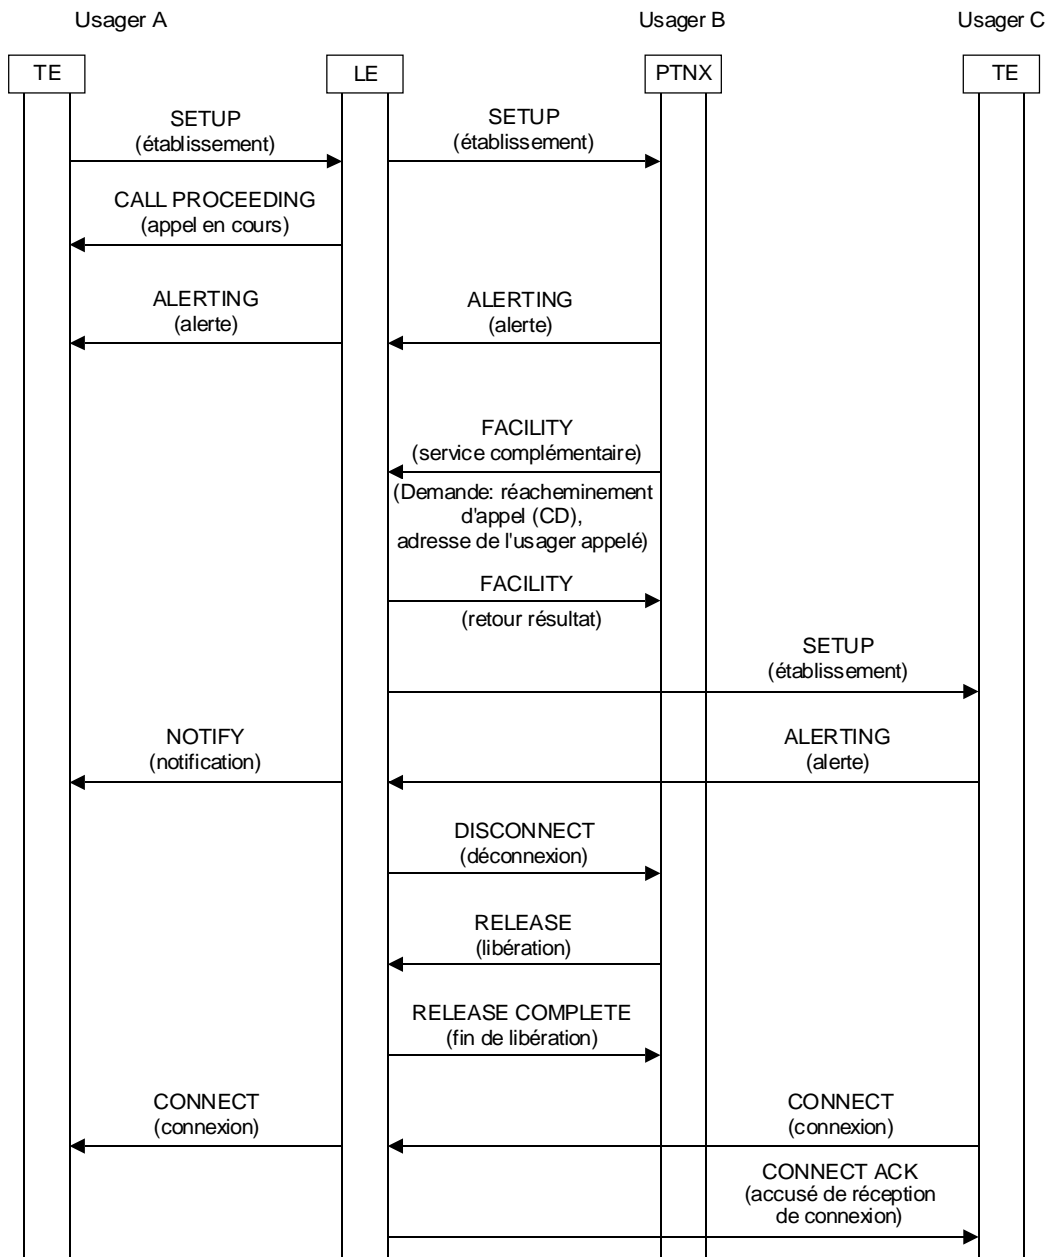 Usager A
Usager B
Usager C
TE
LE
PTNX
TE
SETUP
(établissement)
SETUP
(établissement)
CALL PROCEEDING
(appel en cours)
ALERTING
(alerte)
ALERTING
(alerte)
FACILITY
(service complémentaire)
(Demande: réacheminement
d'appel (CD),
adresse de l'usager appelé)
FACILITY
(retour résultat)
SETUP
(établissement)
NOTIFY
(notification)
ALERTING
(alerte)
DISCONNECT
(déconnexion)
RELEASE
(libération)
RELEASE COMPLETE
(fin de libération)
CONNECT
(connexion)
CONNECT
(connexion)
CONNECT ACK
(accusé de réception
de connexion)